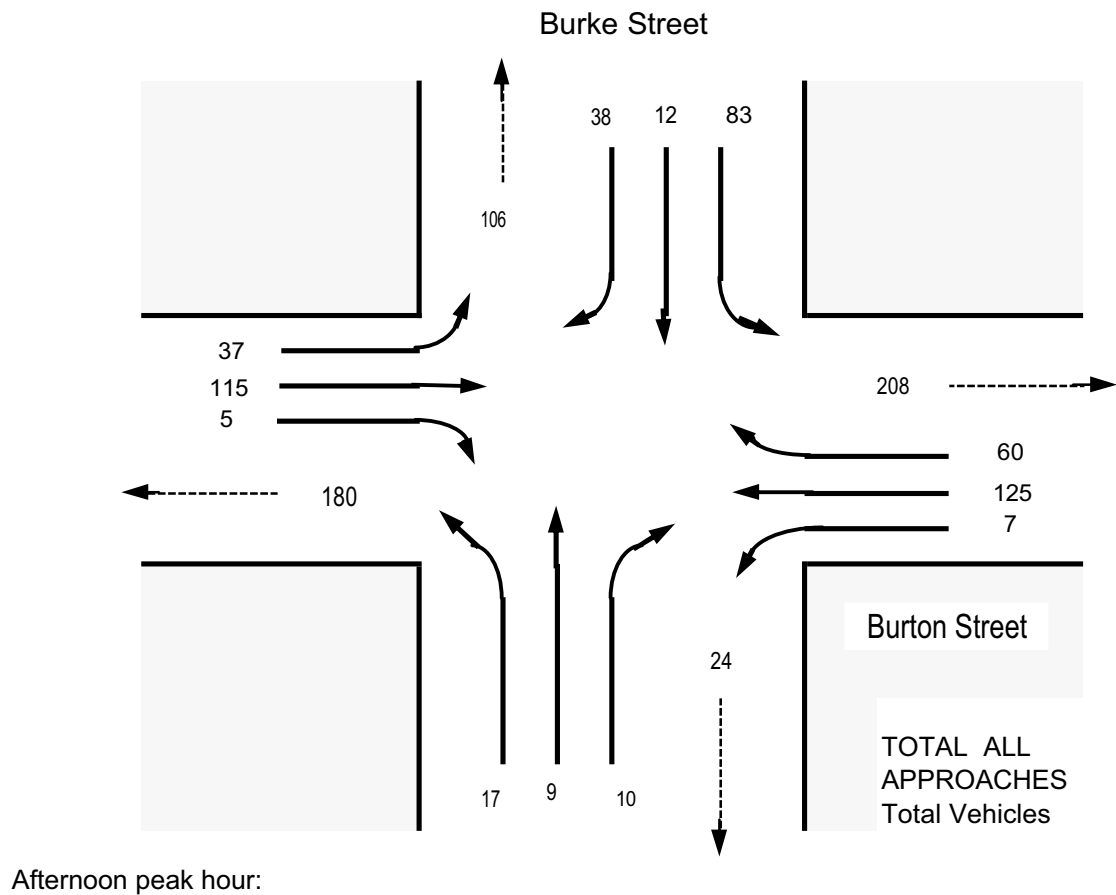 Burke Street
38 12 83
106
37
115
5
208
60
125
7
180
Burton Street
24
17 9 10
TOTAL ALL
APPROACHES
Total Vehicles
Afternoon peak hour: